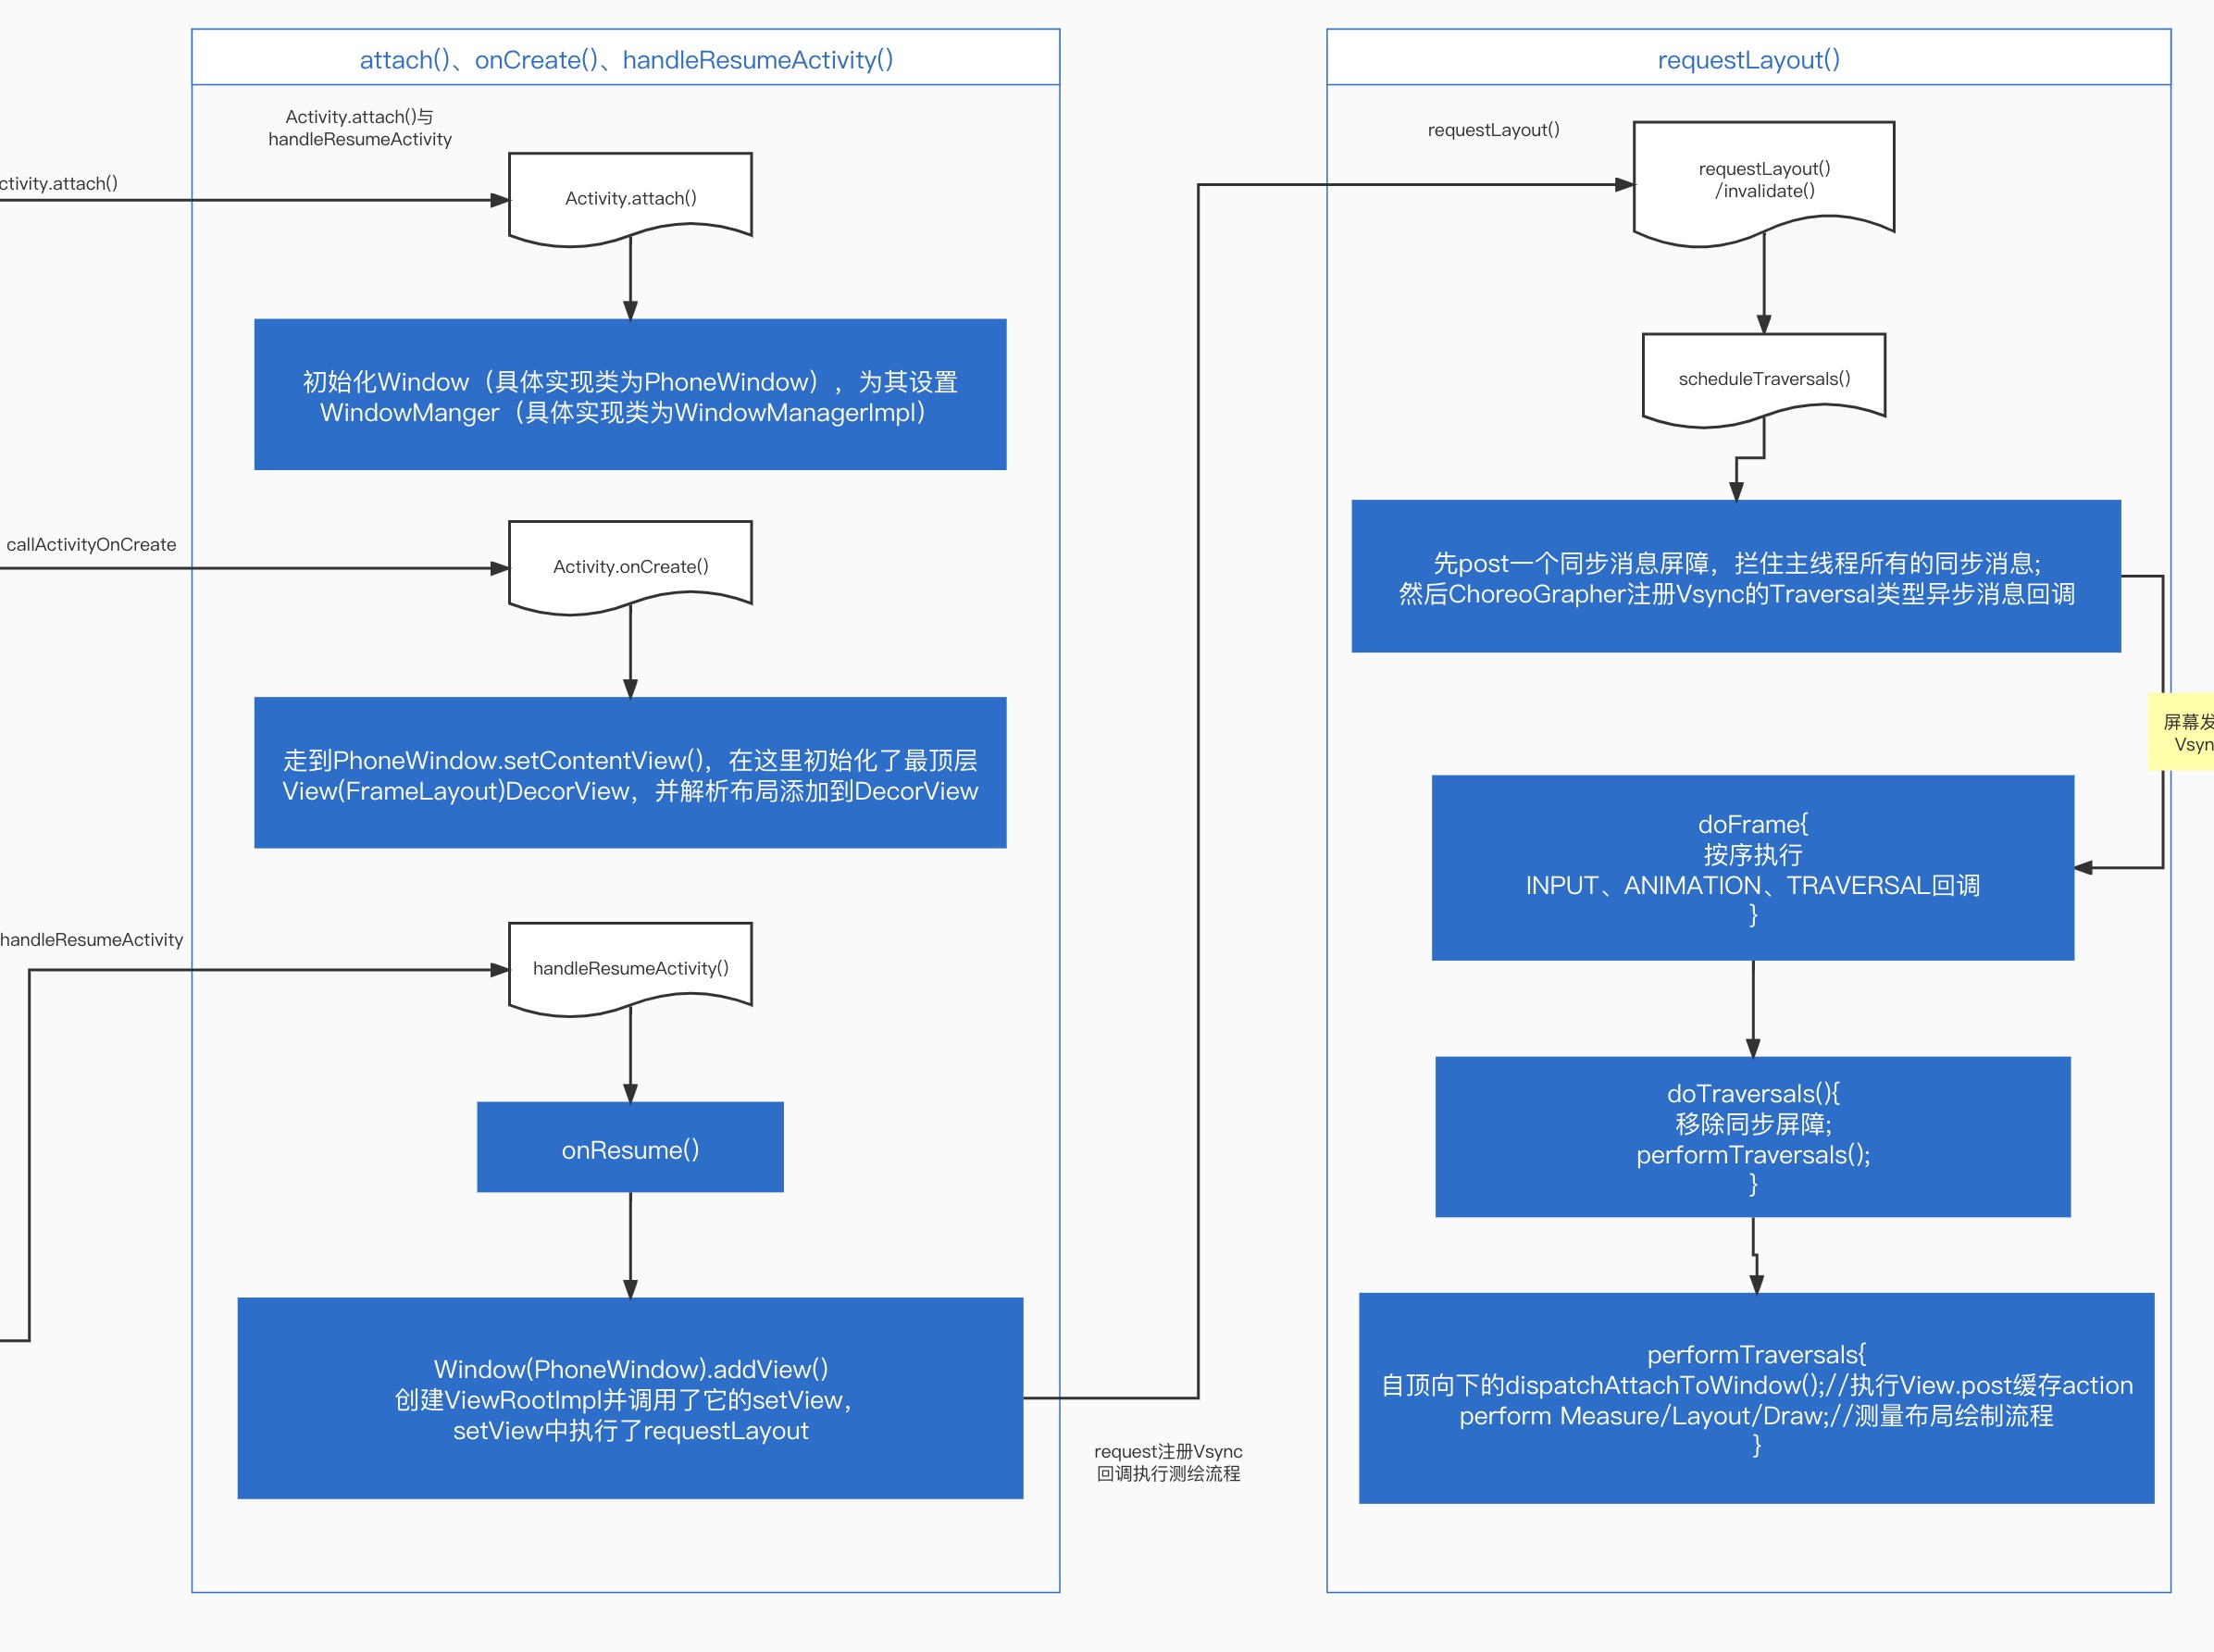 attach()、onCreate()、handleResumeActivity()
Activity.attach()与
handleResumeActivity
ctivity.attach()
Activity.attach()
初始化Window（具体实现类为PhoneWindow），为其设置
WindowManger（具体实现类为WindowManagerImpl）
callActivityOnCreate
Activity.onCreate()
走到PhoneWindow.setContentView()，在这里初始化了最顶层
View(FrameLayout)DecorView，并解析布局添加到DecorView
handleResumeActivity
handleResumeActivity()
onResume()
Window(PhoneWindow).addView()
创建ViewRootImpl并调用了它的setView，
setView中执行了requestLayout
request注册Vsync
回调执行测绘流程
requestLayout()
requestLayout()
requestLayout()
/invalidate()
scheduleTraversals()
先post一个同步消息屏障，拦住主线程所有的同步消息;
然后ChoreoGrapher注册Vsync的Traversal类型异步消息回调
屏幕发
Vsyn
doFrame{
按序执行
INPUT、ANIMATION、TRAVERSAL回调
}
doTraversals(){
移除同步屏障;
performTraversals();
}
performTraversals{
自顶向下的dispatchAttachToWindow();//执行View.post缓存action
perform Measure/Layout/Draw;//测量布局绘制流程
}